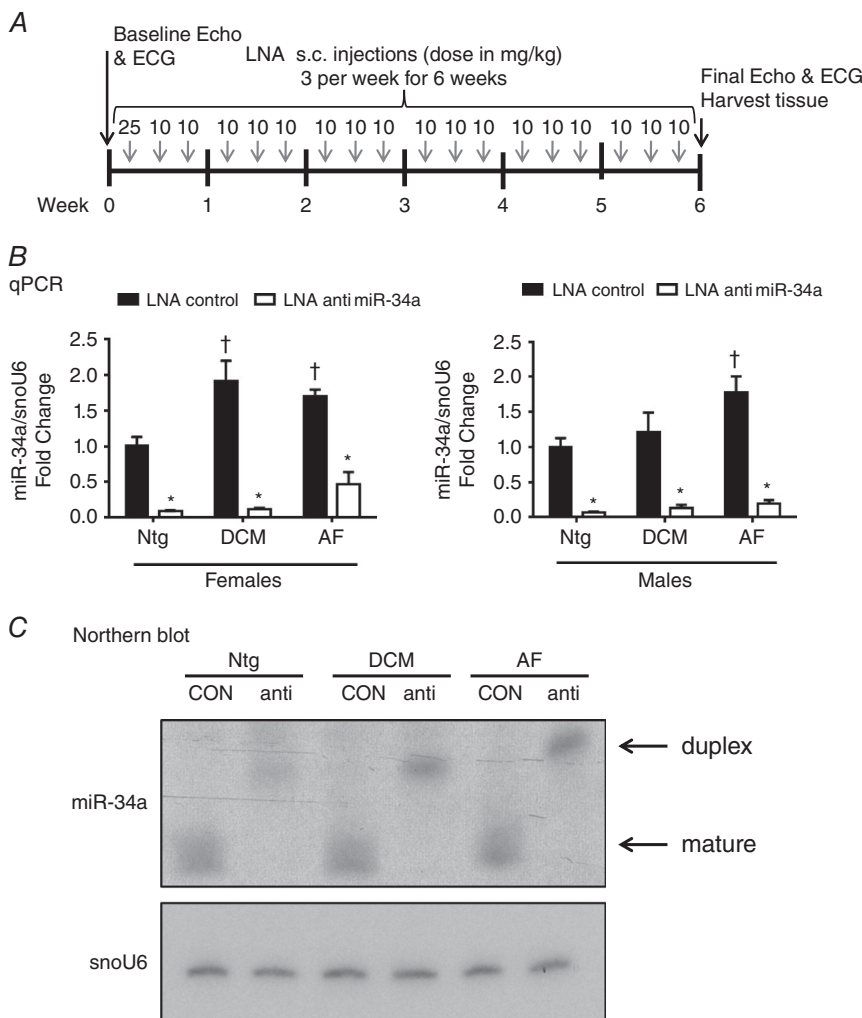 A
Baseline Echo
& ECG
LNA s.c. injections (dose in mg/kg)
3 per week for 6 weeks
Final Echo & ECG
Harvest tissue
25 10 10 10 10 10 10 10 10 10 10 10 10 10 10 10 10 10
Week 0 1 2 3 4 5 6
B
qPCR
LNA control LNA anti miR-34a
miR-34a/snoU6
Fold Change
2.5
2.0
1.5
1.0
0.5
0.0
† †
* * *
Ntg DCM AF
Females
LNA control LNA anti miR-34a
miR-34a/snoU6
Fold Change
2.5
2.0
1.5
1.0
0.5
0.0
†
* * *
Ntg DCM AF
Males
C
Northern blot
Ntg DCM AF
CON anti CON anti CON anti
duplex
miR-34a
mature
snoU6